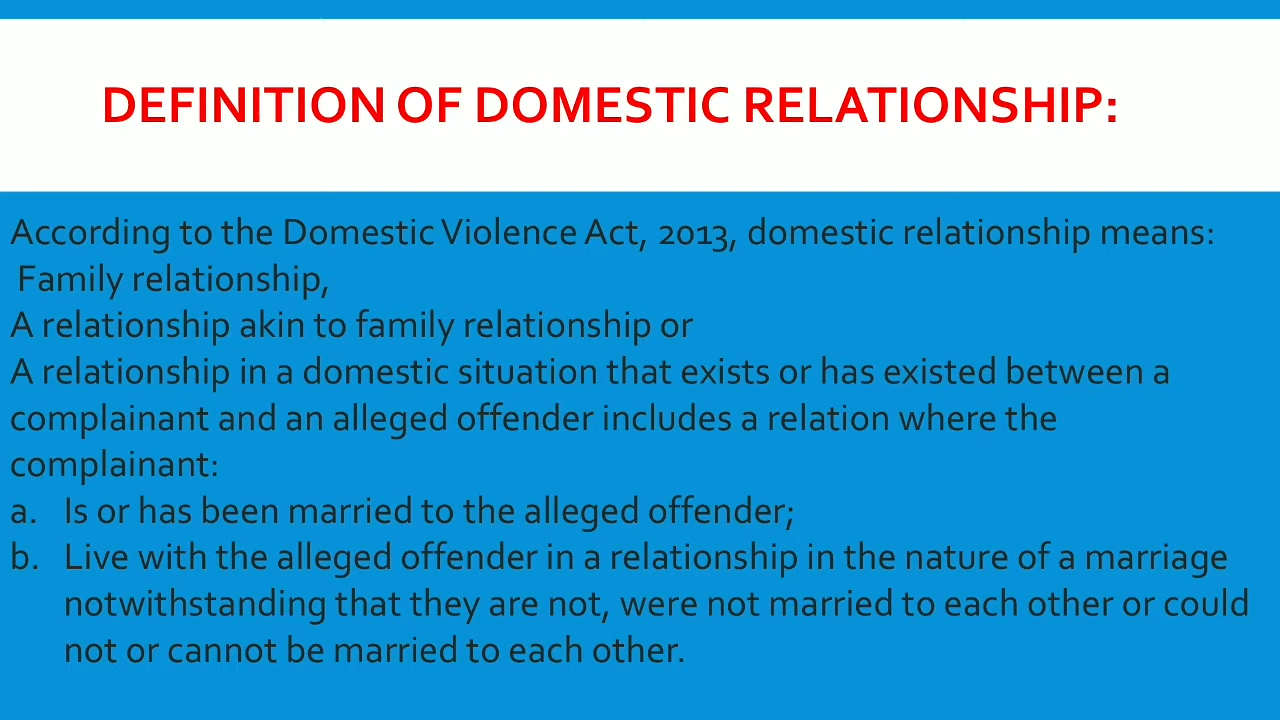 DEFINITION OF DOMESTIC RELATIONSHIP:
According to the Domestic Violence Act, 2013, domestic relationship means:
Family relationship,
A relationship akin to family relationship or
A relationship in a domestic situation that exists or has existed between a
complainant and an alleged offender includes a relation where the
complainant:
a. Is or has been married to the alleged offender;
b. Live with the alleged offender in a relationship in the nature of a marriage
notwithstanding that they are not, were not married to each other or could
not or cannot be married to each other.